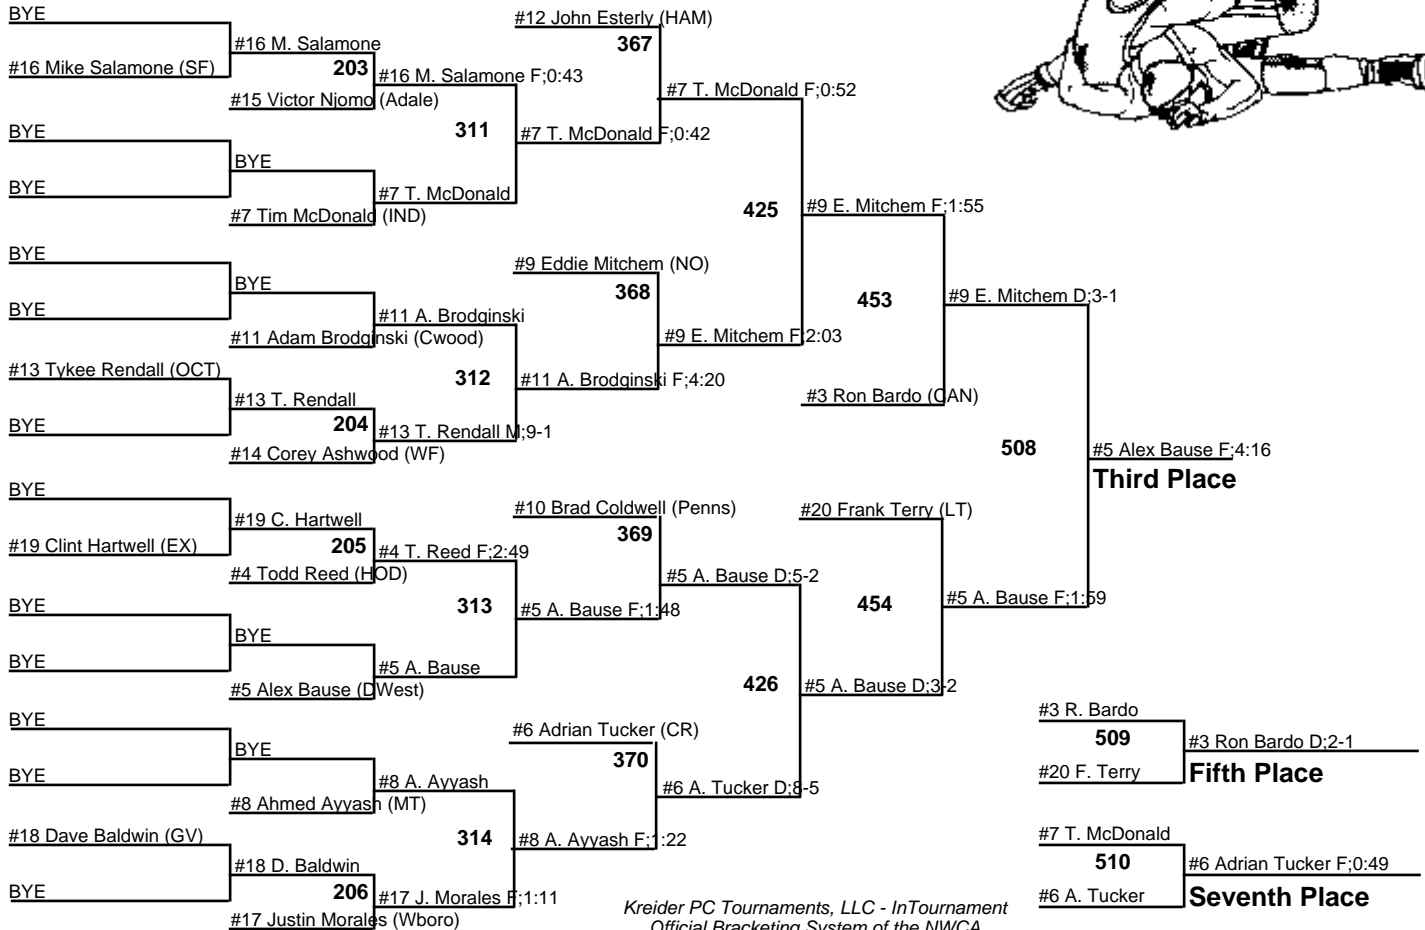 BYE
#16 Mike Salamone (SF)
BYE
BYE
BYE
BYE
#13 Tykee Rendall (OCT)
BYE
BYE
#19 Clint Hartwell (EX)
BYE
BYE
BYE
BYE
#18 Dave Baldwin (GV)
BYE
#16 M. Salamone
203
#15 Victor Njomo (Adale)
BYE
#7 Tim McDonald (IND)
BYE
#11 Adam Brodginski (Cwood)
#13 T. Rendall
204
#14 Corey Ashwood (WF)
#19 C. Hartwell
205
#4 Todd Reed (HOD)
BYE
#5 Alex Bause (DWest)
BYE
#8 Ahmed Ayyash (MT)
#18 D. Baldwin
206
#17 Justin Morales (Wboro)
#16 M. Salamone F;0:43
311
#7 T. McDonald
#11 A. Brodginski
312
#13 T. Rendall M;9-1
#4 T. Reed F;2:49
313
#5 A. Bause
#8 A. Ayyash
314
#17 J. Morales F;1:11
#12 John Esterly (HAM)
367
#7 T. McDonald F;0:42
#9 Eddie Mitchem (NO)
368
#11 A. Brodginski F;4:20
#10 Brad Coldwell (Penns)
369
#5 A. Bause F;1:48
#6 Adrian Tucker (CR)
370
#8 A. Ayyash F;1:22
#7 T. McDonald F;0:52
425
#9 E. Mitchem F;2:03
#5 A. Bause D;5-2
426
#6 A. Tucker D;8-5
#9 E. Mitchem F;1:55
453
#3 Ron Bardo (CAN)
#20 Frank Terry (LT)
454
#5 A. Bause D;3-2
#9 E. Mitchem D;3-1
508
#5 A. Bause F;1:59
#5 Alex Bause F;4:16
Third Place
#3 R. Bardo
509
#20 F. Terry
#3 Ron Bardo D;2-1
Fifth Place
#7 T. McDonald
510
#6 A. Tucker
#6 Adrian Tucker F;0:49
Seventh Place
Kreider PC Tournaments, LLC - InTournament
Official Bracketing System of the NWCA